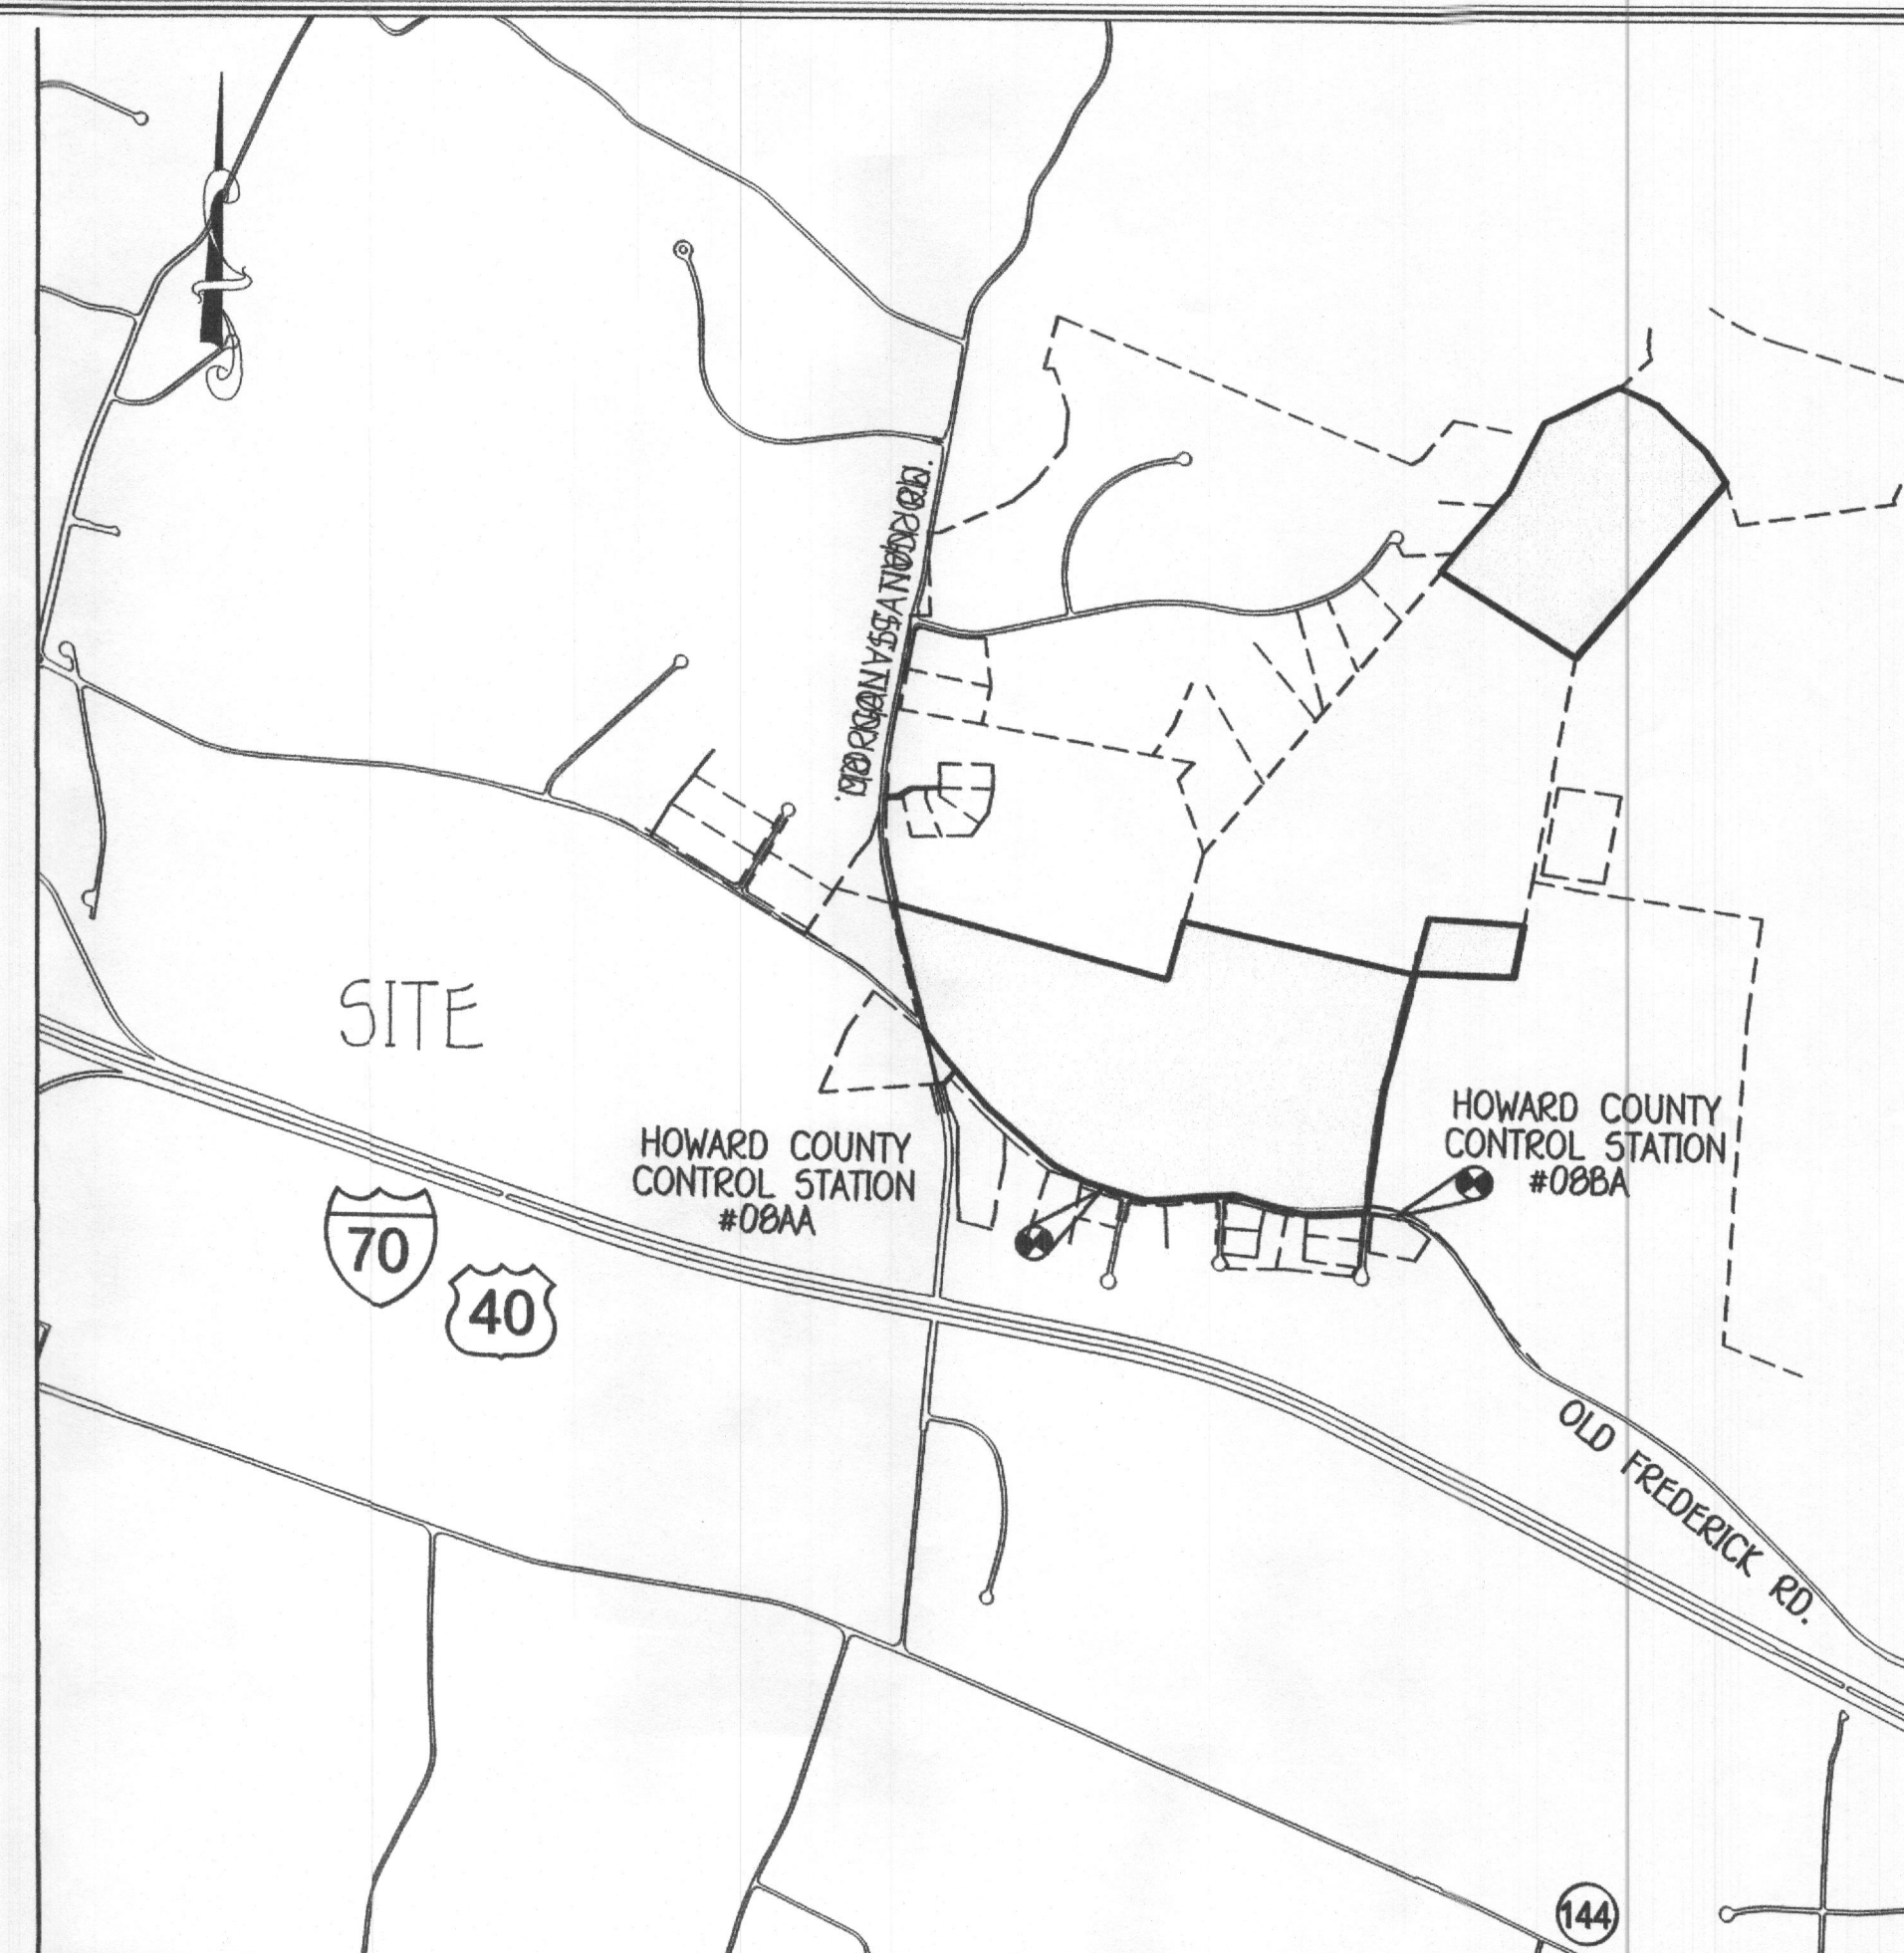 SITE
HOWARD COUNTY
CONTROL STATION
#08AA
HOWARD COUNTY
CONTROL STATION
#08BA
70
40
OLD FREDERICK RD.
144